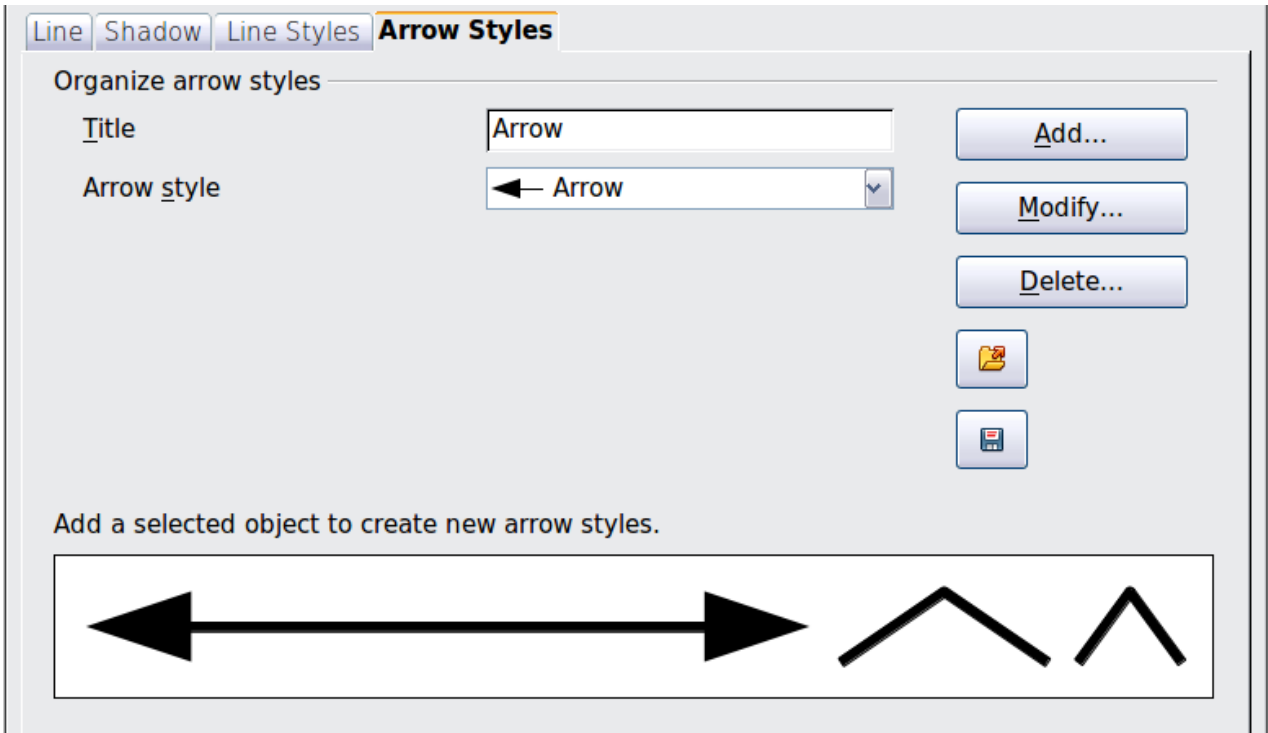 Line Shadow Line Styles Arrow Styles
Organize arrow styles
Title Arrow Add...
Arrow style Arrow
Modify...
Delete...
Add a selected object to create new arrow styles.